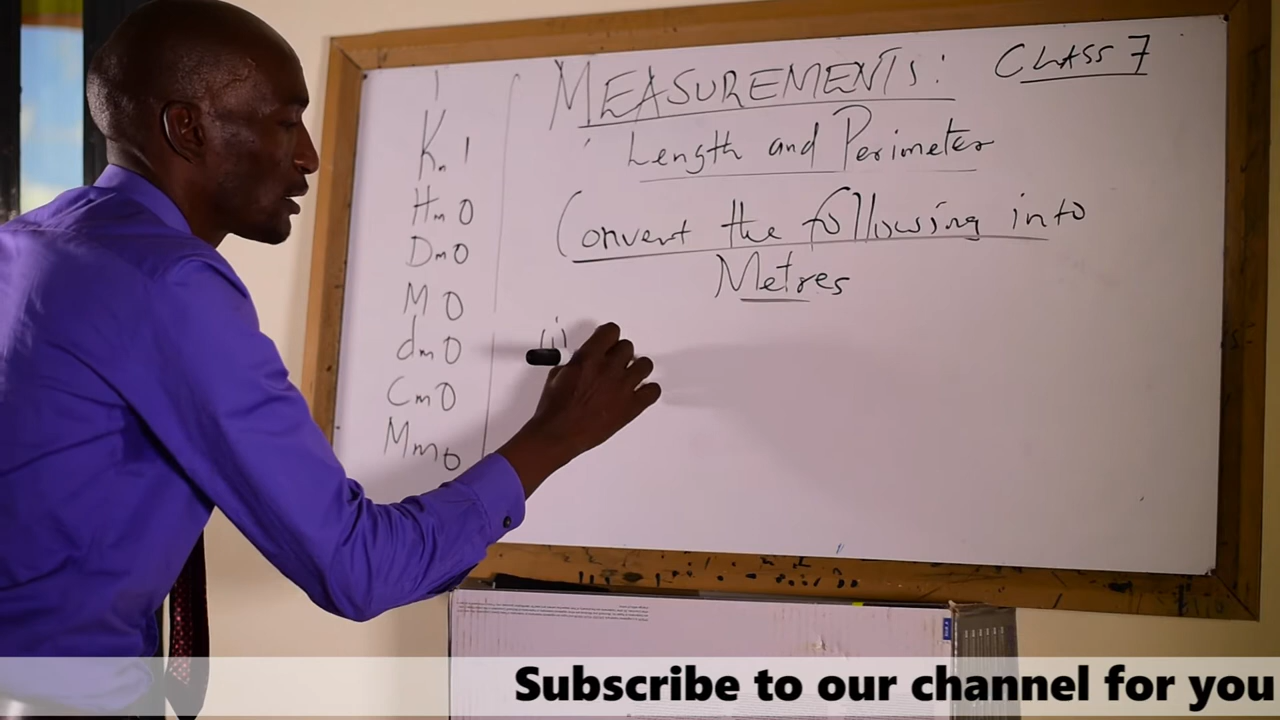 MEASUREMENTS: CLASS 7
Length and Perimeter
Convert the following into
Metres
(i)
1
Km 1
Hm 0
Dm 0
M 0
dm 0
Cm 0
Mm 0
Subscribe to our channel for you